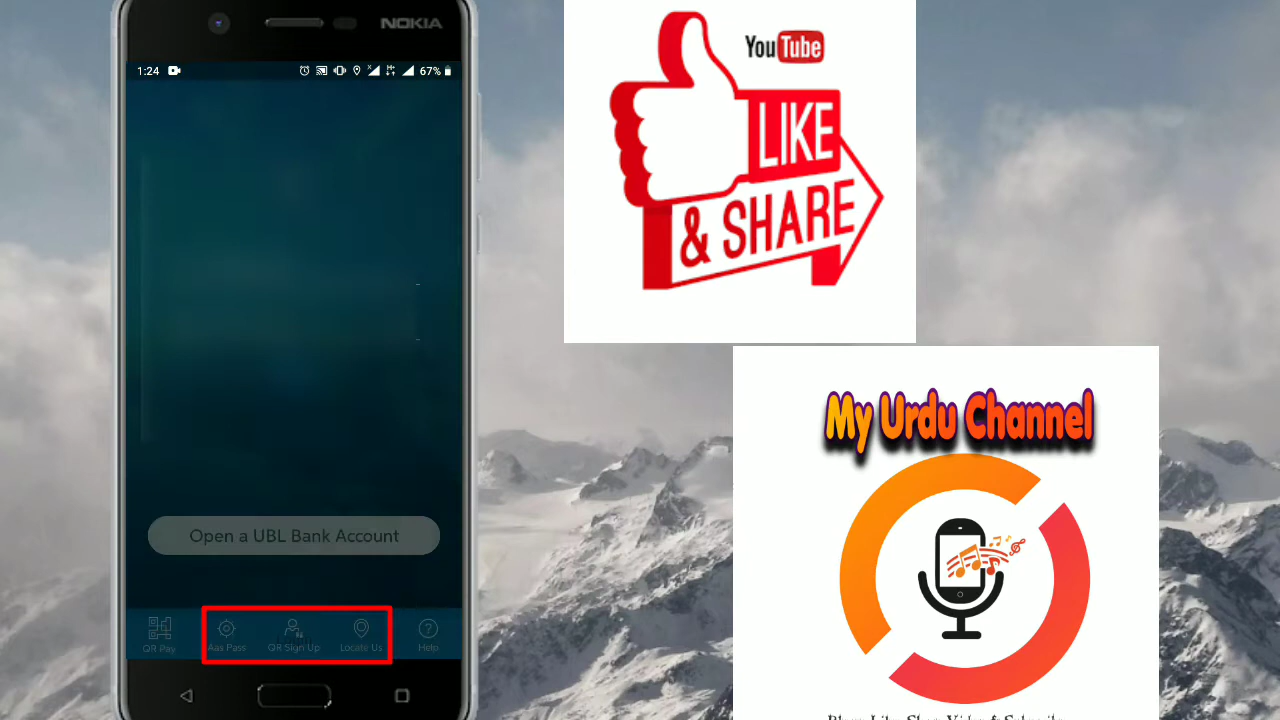 NOKIA
1:24
67%
Open a UBL Bank Account
QR Pay
Aas Pass
QR Sign Up
Locate Us
Help
YouTube
LIKE
& SHARE
My Urdu Channel